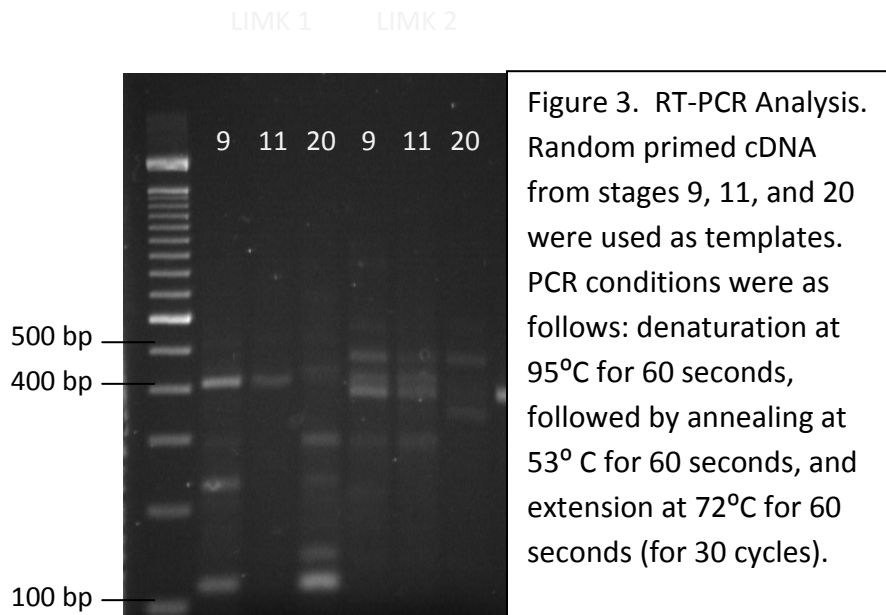 LIMK 1 LIMK 2
9 11 20 9 11 20
500 bp
400 bp
100 bp
Figure 3. RT-PCR Analysis.
Random primed cDNA
from stages 9, 11, and 20
were used as templates.
PCR conditions were as
follows: denaturation at
95⁰C for 60 seconds,
followed by annealing at
53⁰ C for 60 seconds, and
extension at 72⁰C for 60
seconds (for 30 cycles).